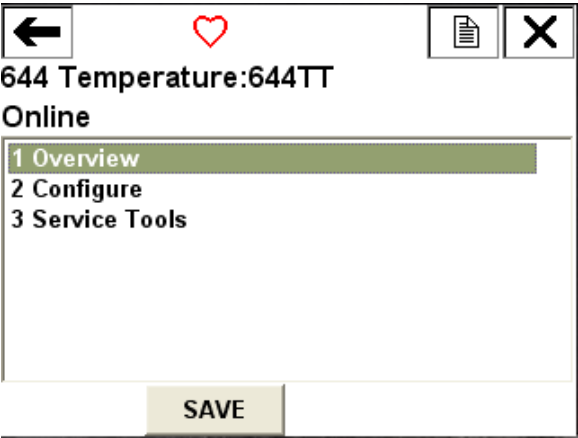 644 Temperature:644TT
Online
1 Overview
2 Configure
3 Service Tools
SAVE